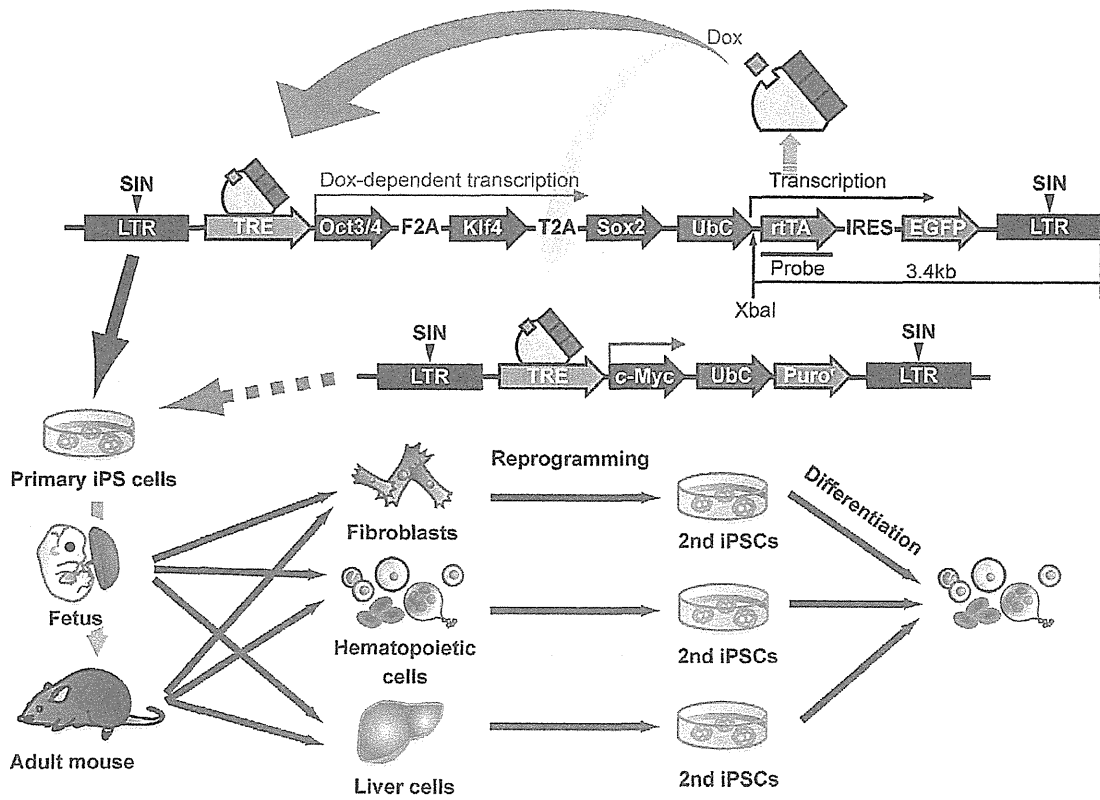 Dox
SIN
Dox-dependent transcription
Transcription
SIN
LTR
TRE
Oct3/4
F2A
Klf4
T2A
Sox2
UbC
rtTA
IRES
EGFP
LTR
Probe
3.4kb
XbaI
SIN
SIN
LTR
TRE
c-Myc
UbC
Puroʳ
LTR
Primary iPS cells
Fetus
Adult mouse
Fibroblasts
Hematopoietic
cells
Liver cells
Reprogramming
2nd iPSCs
2nd iPSCs
2nd iPSCs
Differentiation